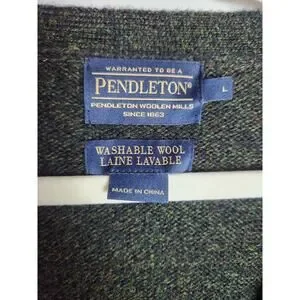 WARRANTED TO BE A
PENDLETON®
PENDLETON WOOLEN MILLS
SINCE 1863
L
WASHABLE WOOL
LAINE LAVABLE
MADE IN CHINA